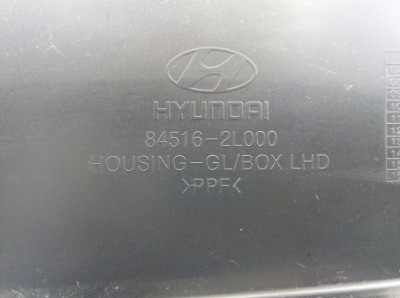 HYUNDAI
84516-2L000
HOUSING-GL/BOX LHD
>PPF<